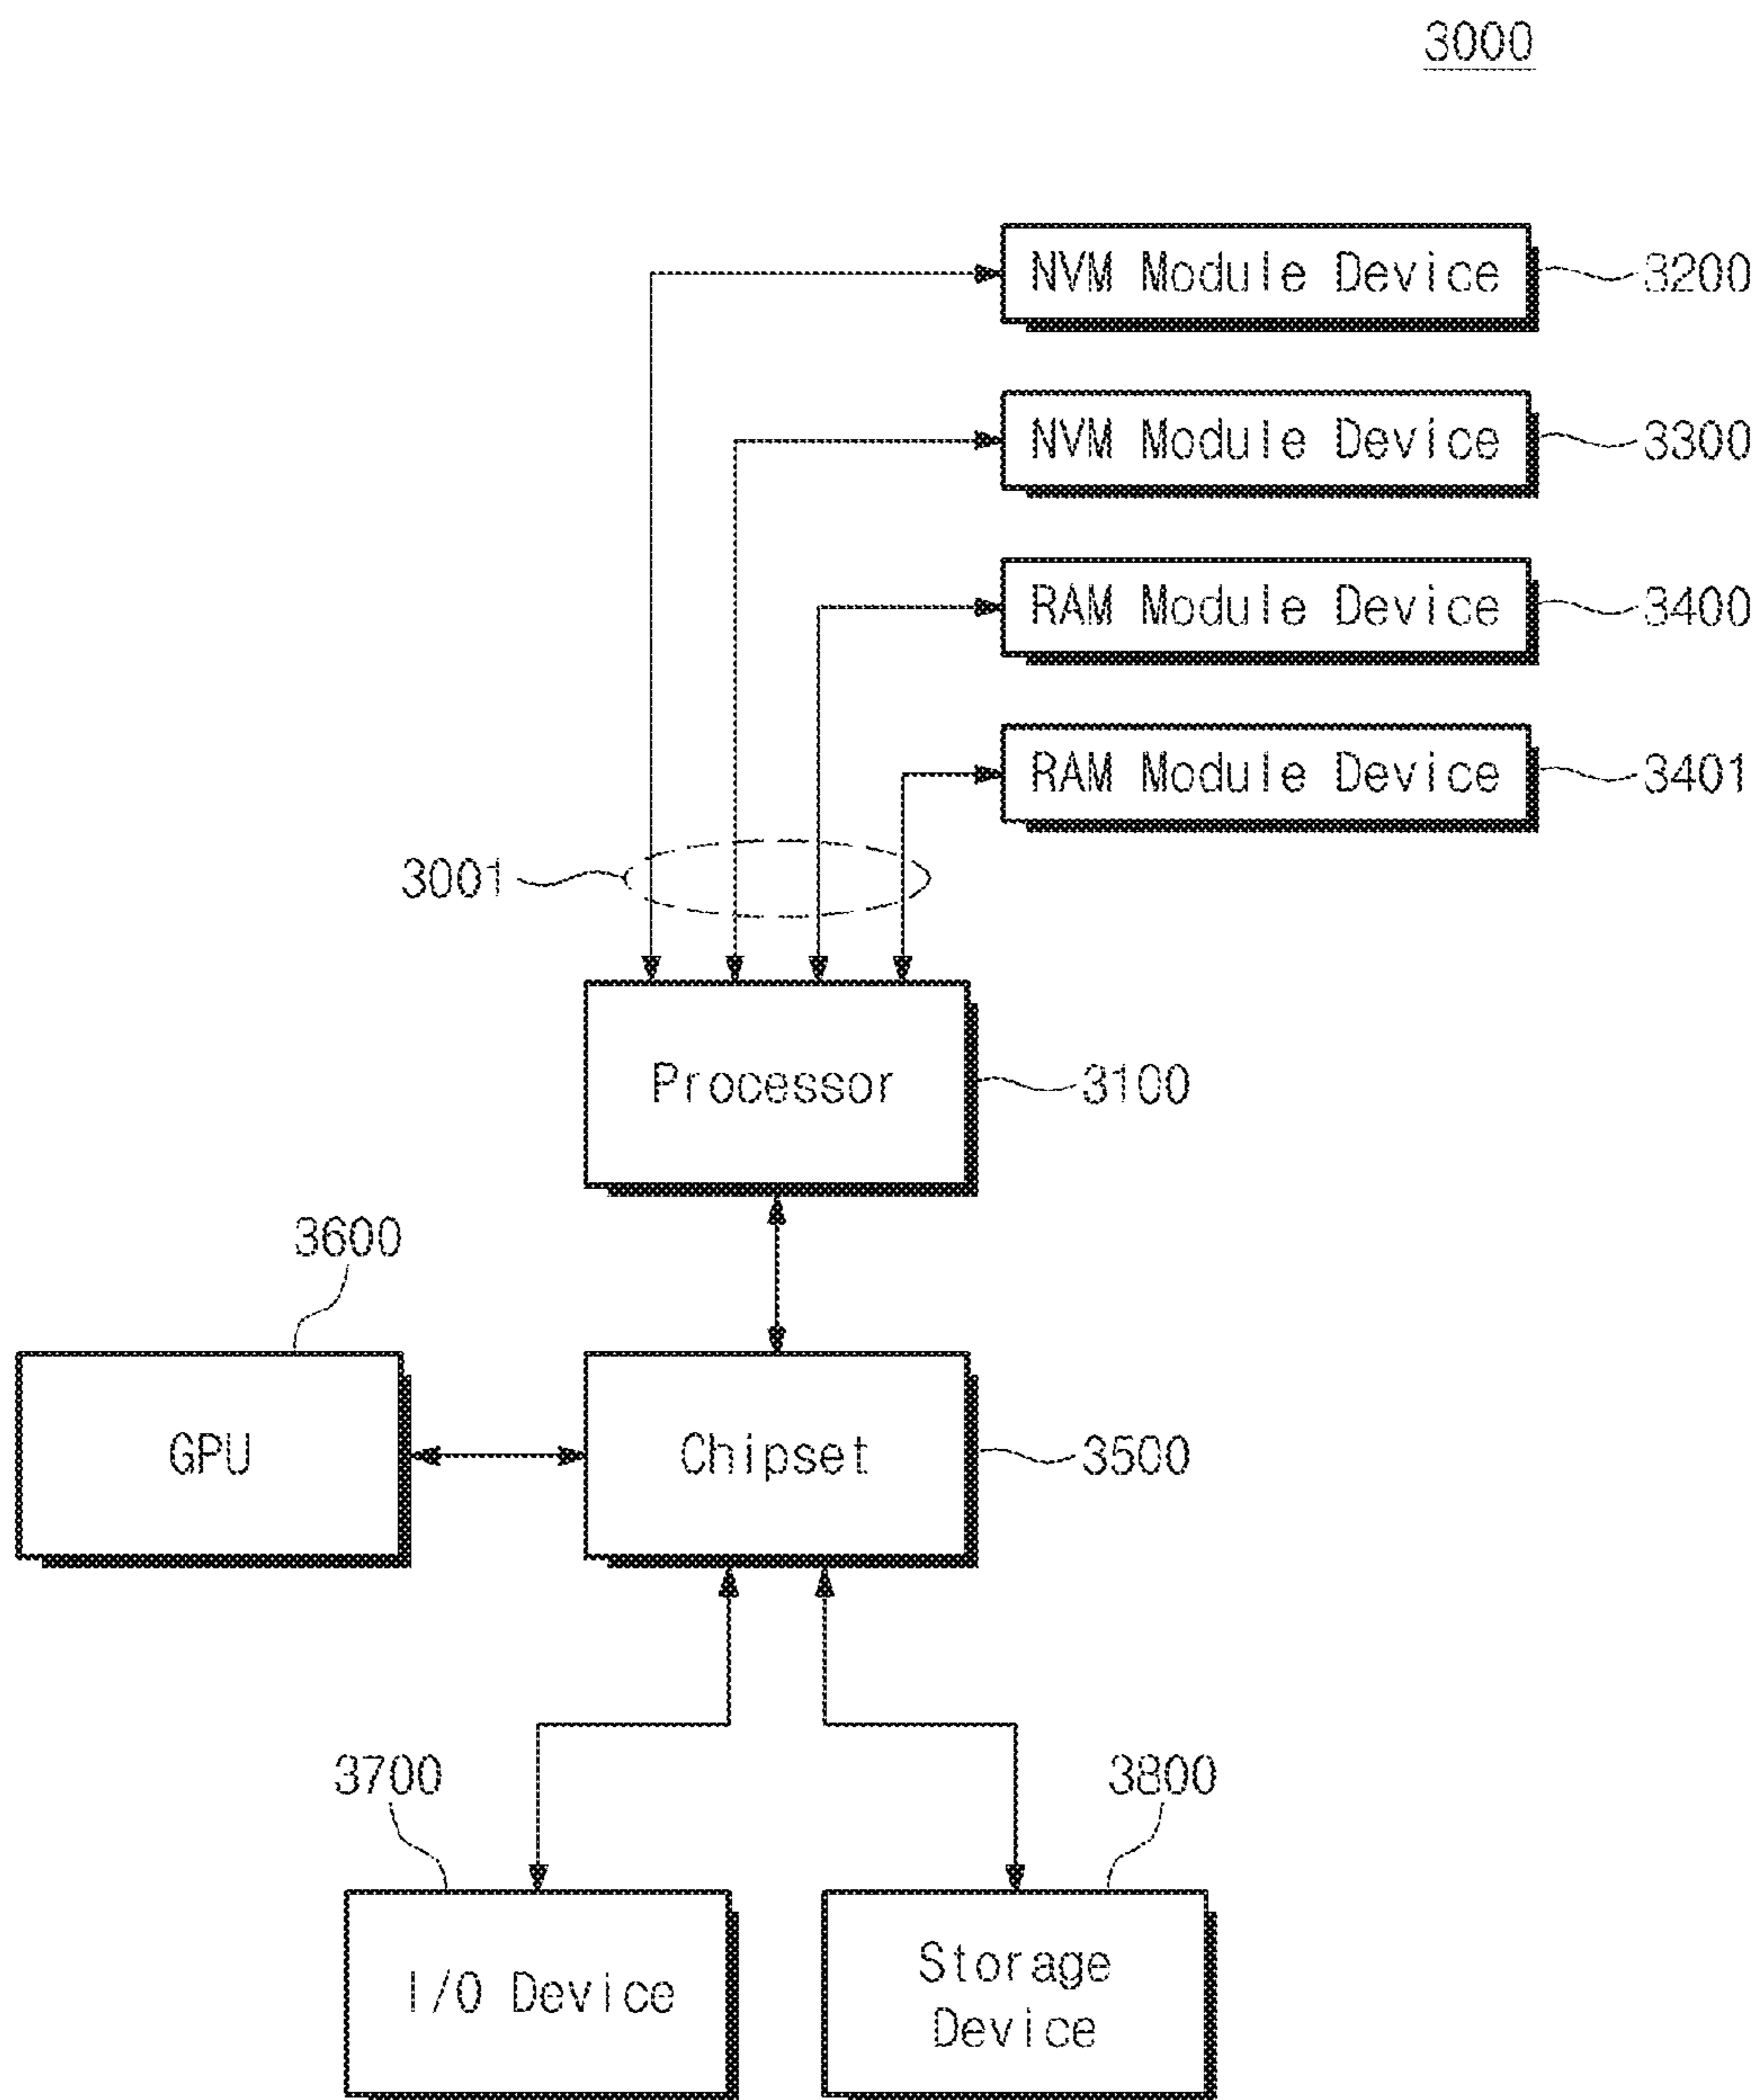 3000
NVM Module Device
3200
NVM Module Device
3300
RAM Module Device
3400
RAM Module Device
3401
3001
Processor
3100
3600
GPU
Chipset
3500
3700
3800
I/O Device
Storage
Device